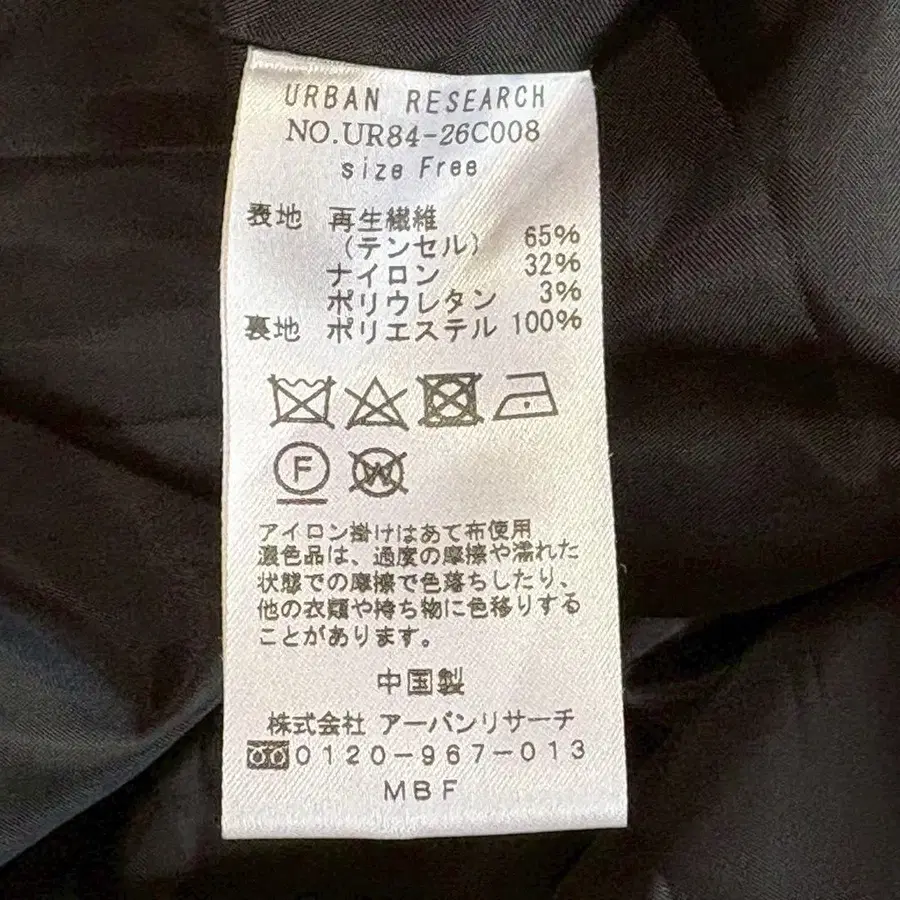 URBAN RESEARCH
NO.UR84-26C008
size Free
表地 再生繊維
(テンセル) 65%
ナイロン 32%
ポリウレタン 3%
裏地 ポリエステル 100%
F W
アイロン掛けはあて布使用
濃色品は、過度の摩擦や濡れた
状態での摩擦で色落ちしたり、
他の衣類や持ち物に色移りする
ことがあります。
中国製
株式会社 アーバンリサーチ
0120-967-013
MBF